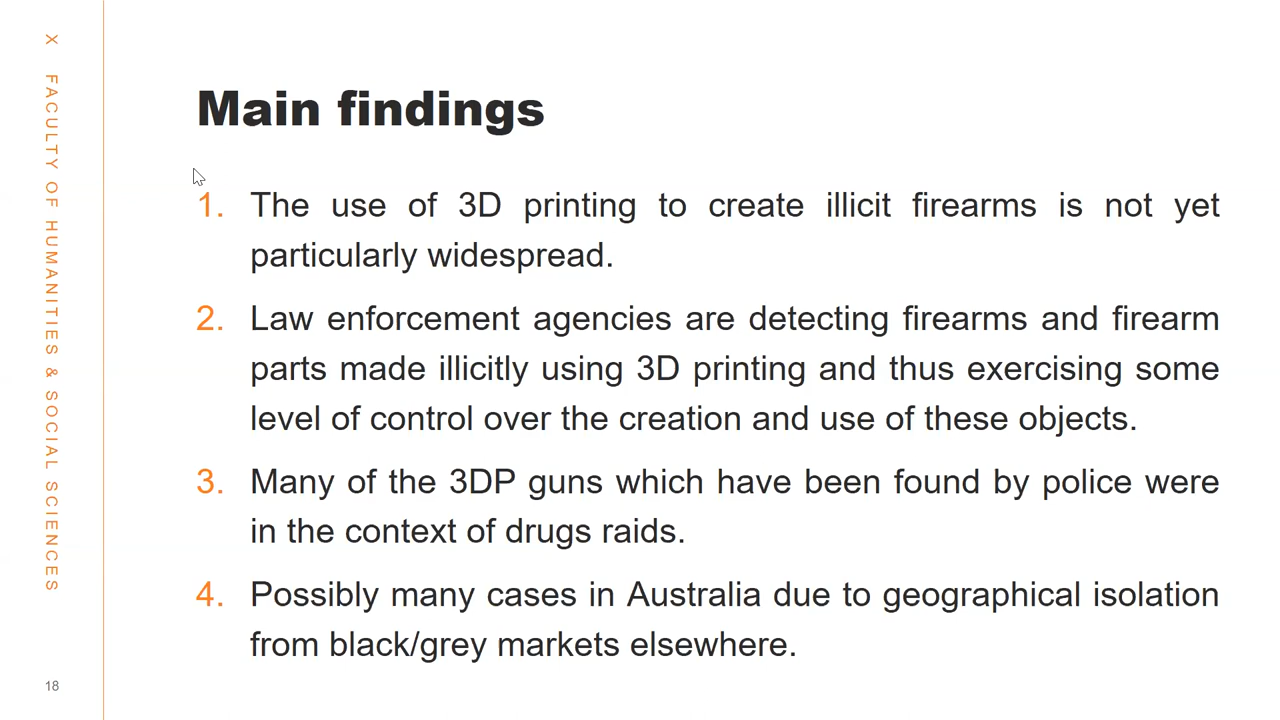 X FACULTY OF HUMANITIES & SOCIAL SCIENCES
Main findings
1. The use of 3D printing to create illicit firearms is not yet
particularly widespread.
2. Law enforcement agencies are detecting firearms and firearm
parts made illicitly using 3D printing and thus exercising some
level of control over the creation and use of these objects.
3. Many of the 3DP guns which have been found by police were
in the context of drugs raids.
4. Possibly many cases in Australia due to geographical isolation
from black/grey markets elsewhere.
18